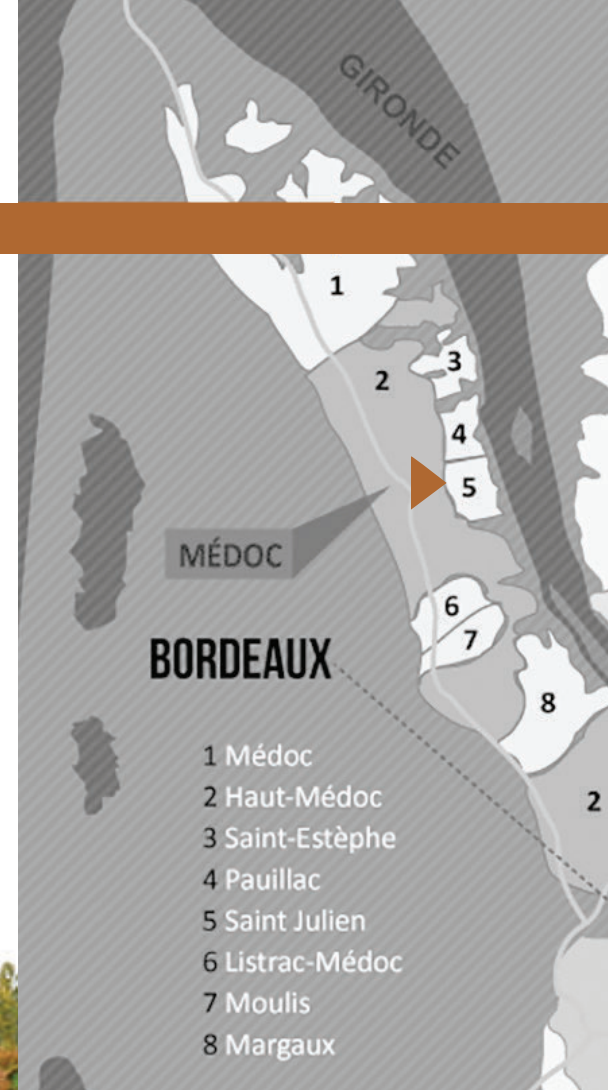 GIRONDE
1
2
3
4
5
MÉDOC
6
7
BORDEAUX
8
2
1 Médoc
2 Haut-Médoc
3 Saint-Estèphe
4 Pauillac
5 Saint Julien
6 Listrac-Médoc
7 Moulis
8 Margaux